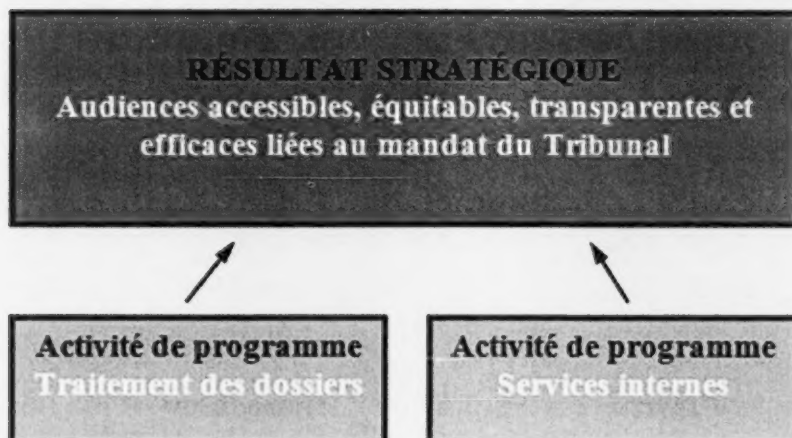 RÉSULTAT STRATÉGIQUE
Audiences accessibles, équitables, transparentes et
efficaces liées au mandat du Tribunal
Activité de programme
Traitement des dossiers
Activité de programme
Services internes